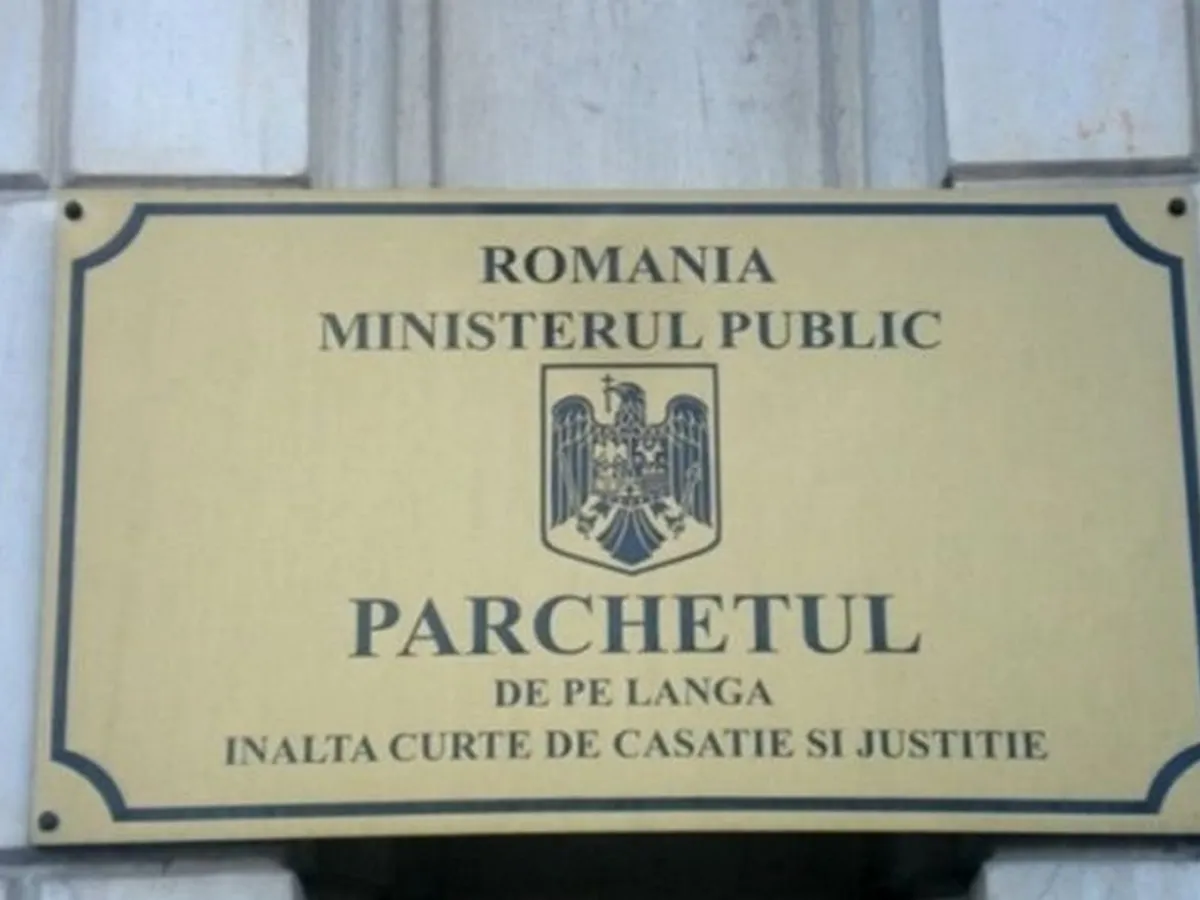 ROMANIA
MINISTERUL PUBLIC
PARCHETUL
DE PE LANGA
INALTA CURTE DE CASATIE SI JUSTITIE